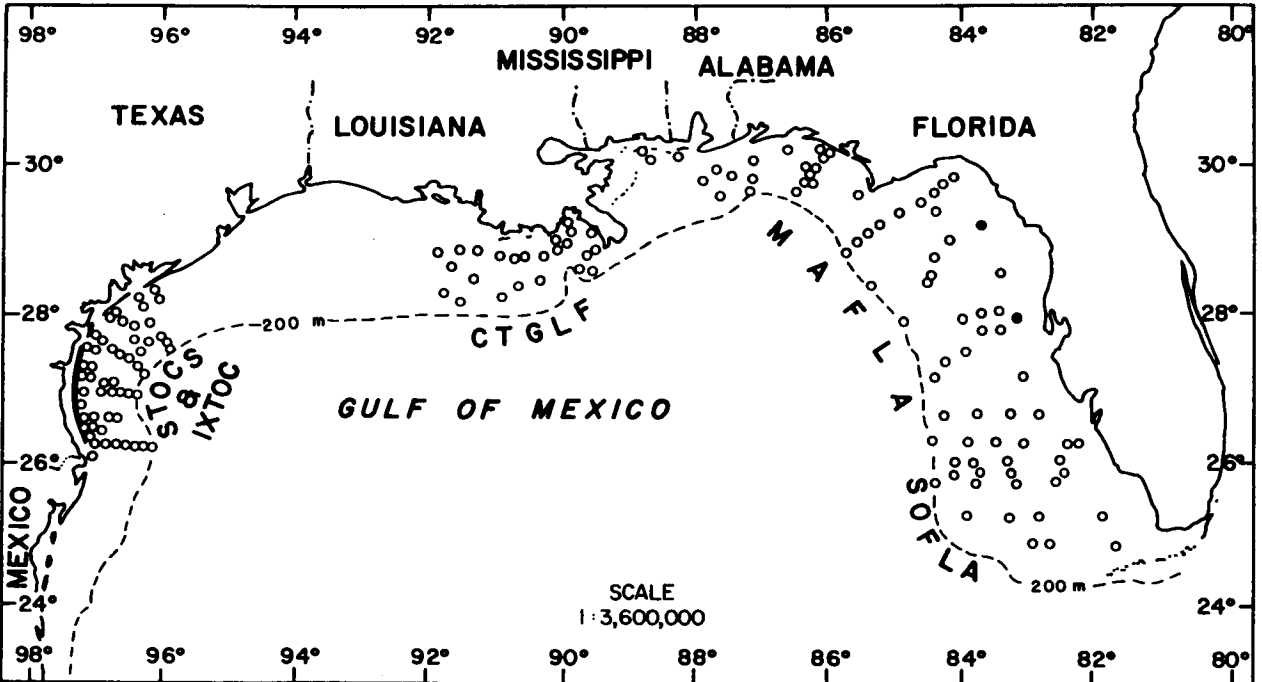 98° 96° 94° 92° 90° 88° 86° 84° 82° 80°
MISSISSIPPI ALABAMA
TEXAS LOUISIANA FLORIDA
30° 30°
MAFLA
28° 28°
200 m
CTGLF
STOCS
&
IXTOC
GULF OF MEXICO
26° 26°
MEXICO
SOFLA
SCALE
1:3,600,000
200 m
24° 24°
98° 96° 94° 92° 90° 88° 86° 84° 82° 80°